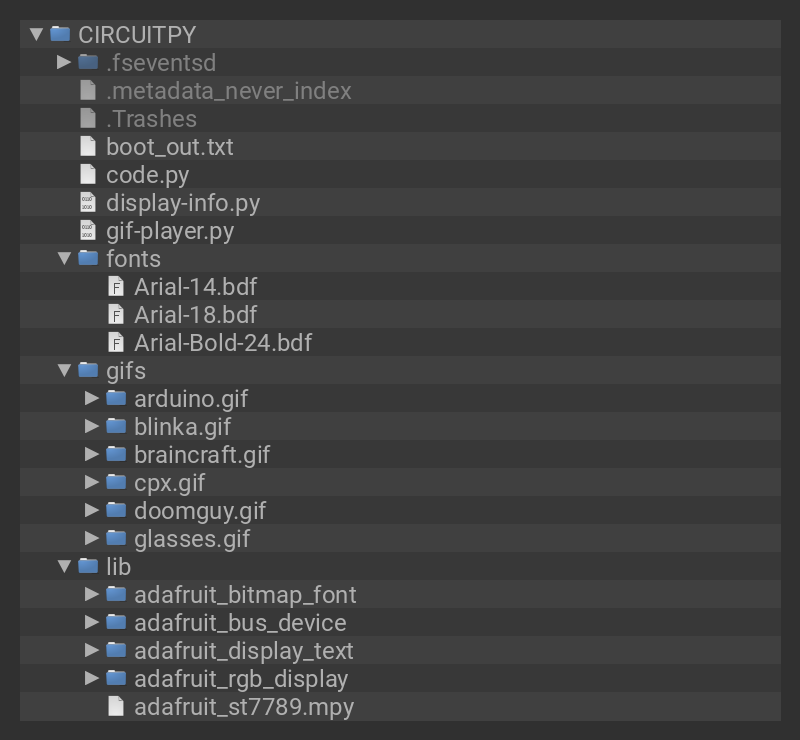 CIRCUITPY
.fseventsd
.metadata_never_index
.Trashes
boot_out.txt
code.py
display-info.py
gif-player.py
fonts
Arial-14.bdf
Arial-18.bdf
Arial-Bold-24.bdf
gifs
arduino.gif
blinka.gif
braincraft.gif
cpx.gif
doomguy.gif
glasses.gif
lib
adafruit_bitmap_font
adafruit_bus_device
adafruit_display_text
adafruit_rgb_display
adafruit_st7789.mpy